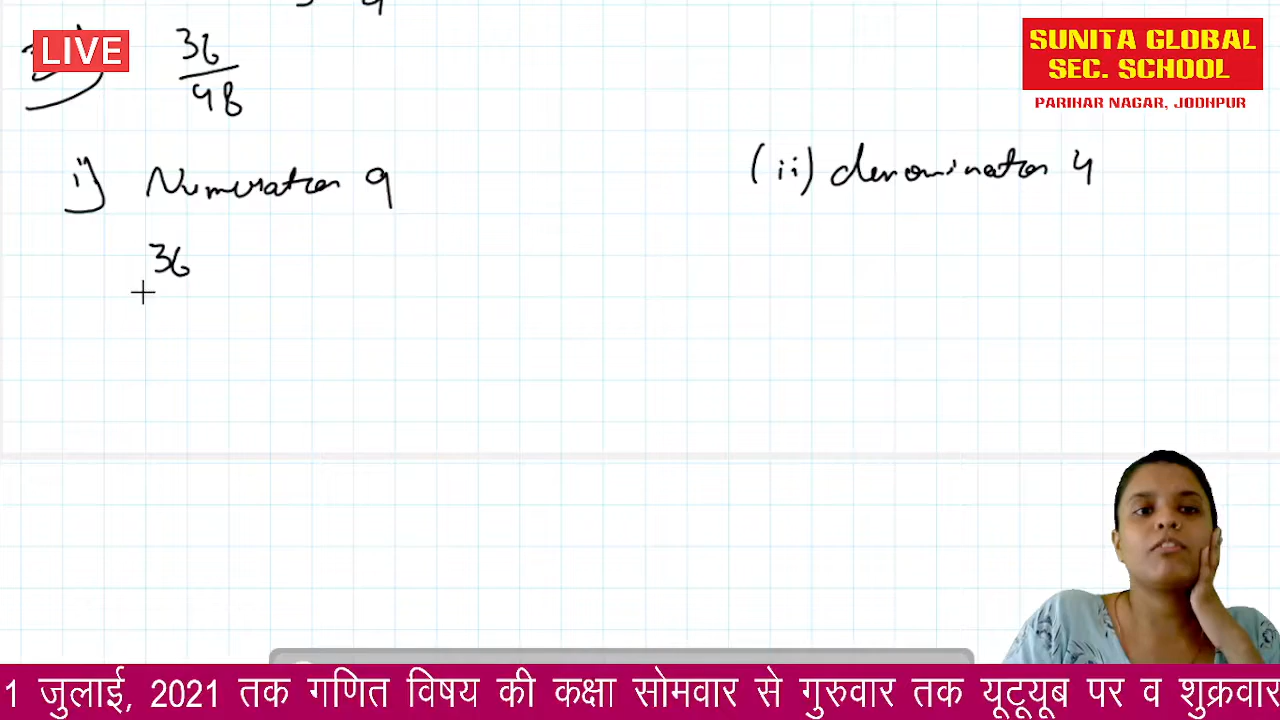 LIVE
36
48
SUNITA GLOBAL
SEC. SCHOOL
PARIHAR NAGAR, JODHPUR
i) Numerator 9
(ii) denominator 4
36
1 जुलाई, 2021 तक गणित विषय की कक्षा सोमवार से गुरुवार तक यूटूयूब पर व शुक्रवार